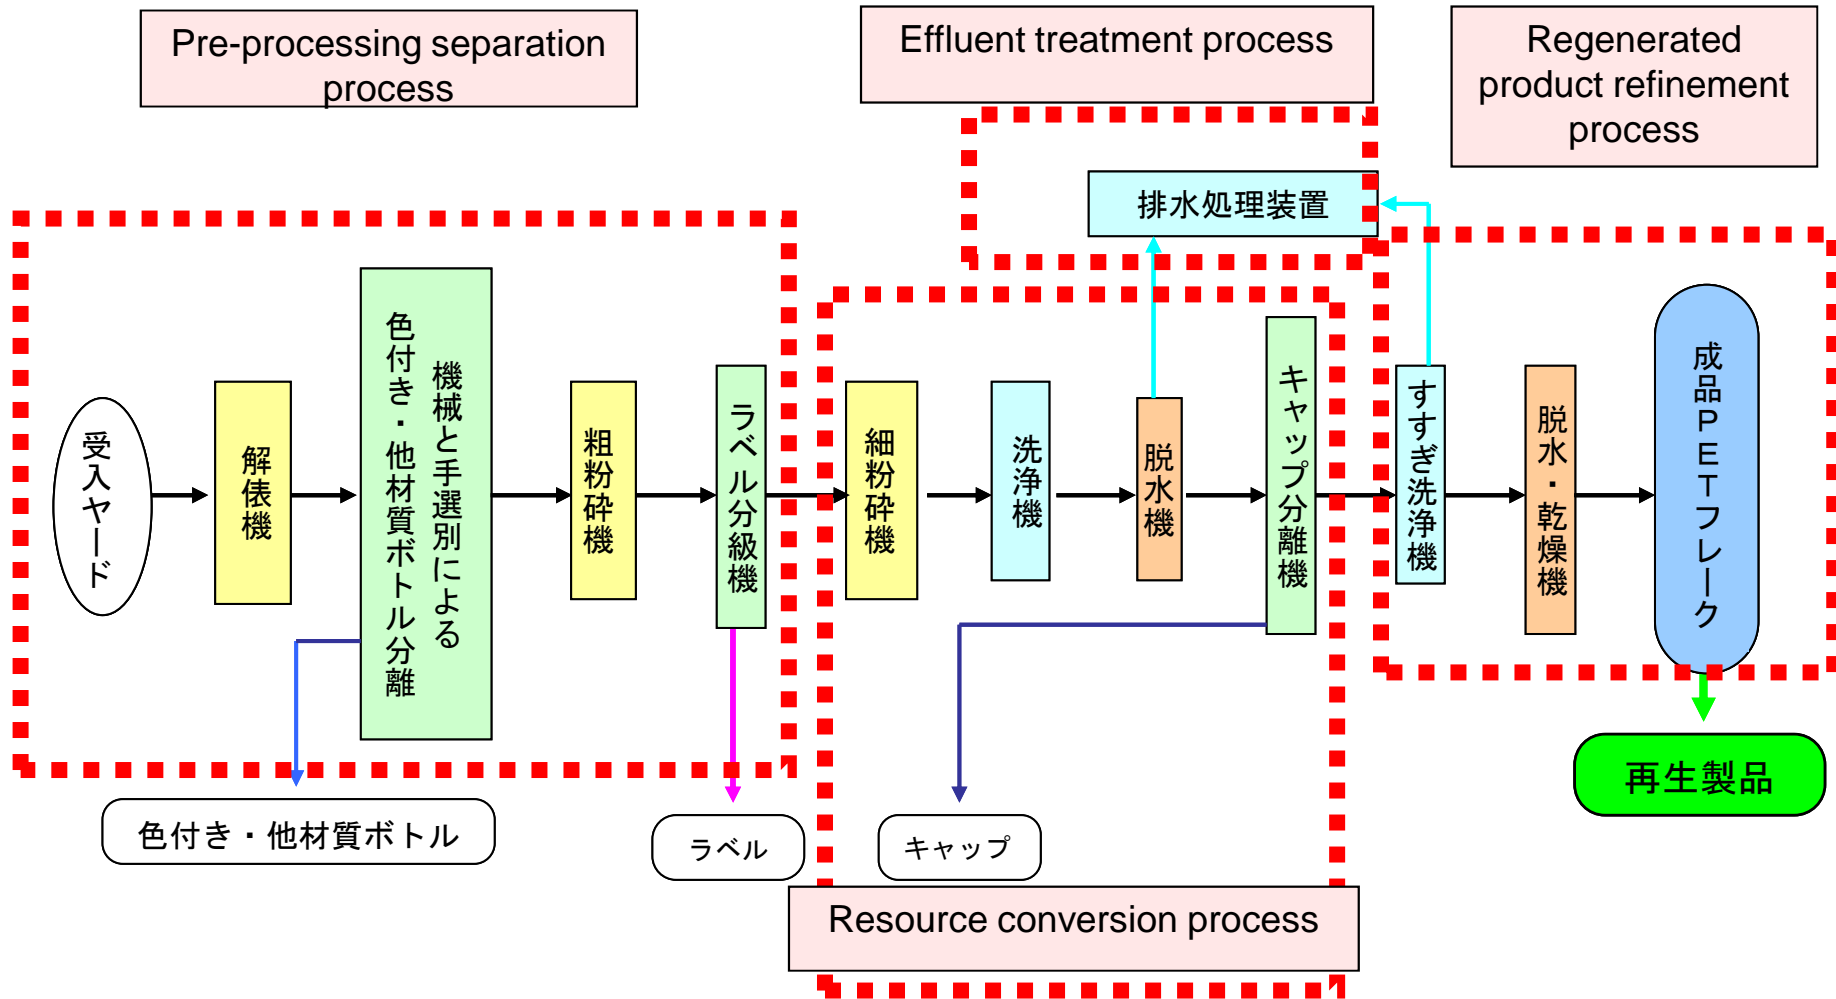 Pre-processing separation
process
Effluent treatment process
Regenerated
product refinement
process
排水処理装置
受入ヤード
解俵機
機械と手選別による
色付き・他材質ボトル分離
粗粉砕機
ラベル分級機
細粉砕機
洗浄機
脱水機
キャップ分離機
すすぎ洗浄機
脱水・乾燥機
成品PETフレーク
色付き・他材質ボトル
ラベル
キャップ
再生製品
Resource conversion process